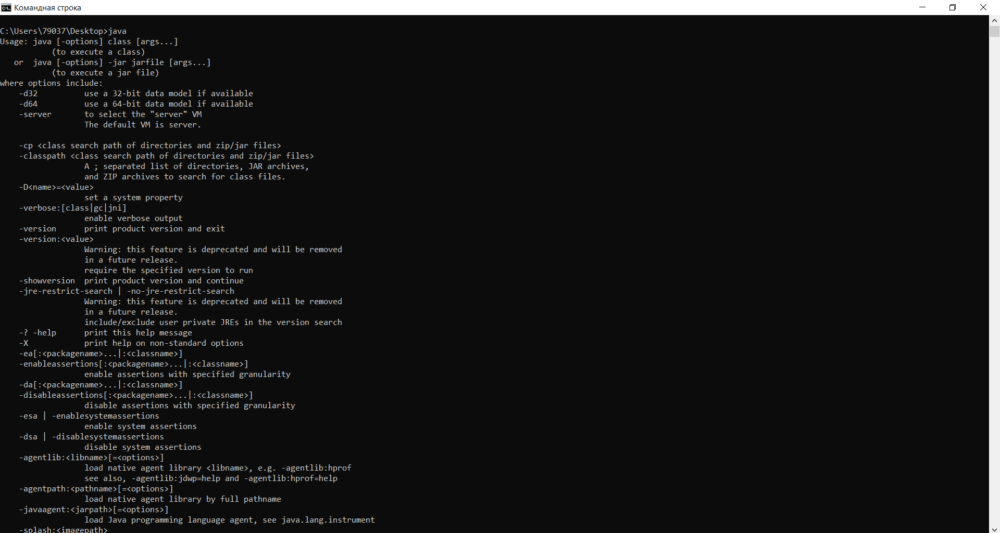 Командная строка
C:\Users\79037\Desktop>java
Usage: java [-options] class [args...]
           (to execute a class)
   or  java [-options] -jar jarfile [args...]
           (to execute a jar file)
where options include:
    -d32          use a 32-bit data model if available
    -d64          use a 64-bit data model if available
    -server       to select the "server" VM
                  The default VM is server.

    -cp <class search path of directories and zip/jar files>
    -classpath <class search path of directories and zip/jar files>
                  A ; separated list of directories, JAR archives,
                  and ZIP archives to search for class files.
    -D<name>=<value>
                  set a system property
    -verbose:[class|gc|jni]
                  enable verbose output
    -version      print product version and exit
    -version:<value>
                  Warning: this feature is deprecated and will be removed
                  in a future release.
                  require the specified version to run
    -showversion  print product version and continue
    -jre-restrict-search | -no-jre-restrict-search
                  Warning: this feature is deprecated and will be removed
                  in a future release.
                  include/exclude user private JREs in the version search
    -? -help      print this help message
    -X            print help on non-standard options
    -ea[:<packagename>...|:<classname>]
    -enableassertions[:<packagename>...|:<classname>]
                  enable assertions with specified granularity
    -da[:<packagename>...|:<classname>]
    -disableassertions[:<packagename>...|:<classname>]
                  disable assertions with specified granularity
    -esa | -enablesystemassertions
                  enable system assertions
    -dsa | -disablesystemassertions
                  disable system assertions
    -agentlib:<libname>[=<options>]
                  load native agent library <libname>, e.g. -agentlib:hprof
                  see also, -agentlib:jdwp=help and -agentlib:hprof=help
    -agentpath:<pathname>[=<options>]
                  load native agent library by full pathname
    -javaagent:<jarpath>[=<options>]
                  load Java programming language agent, see java.lang.instrument
    -splash:<imagepath>